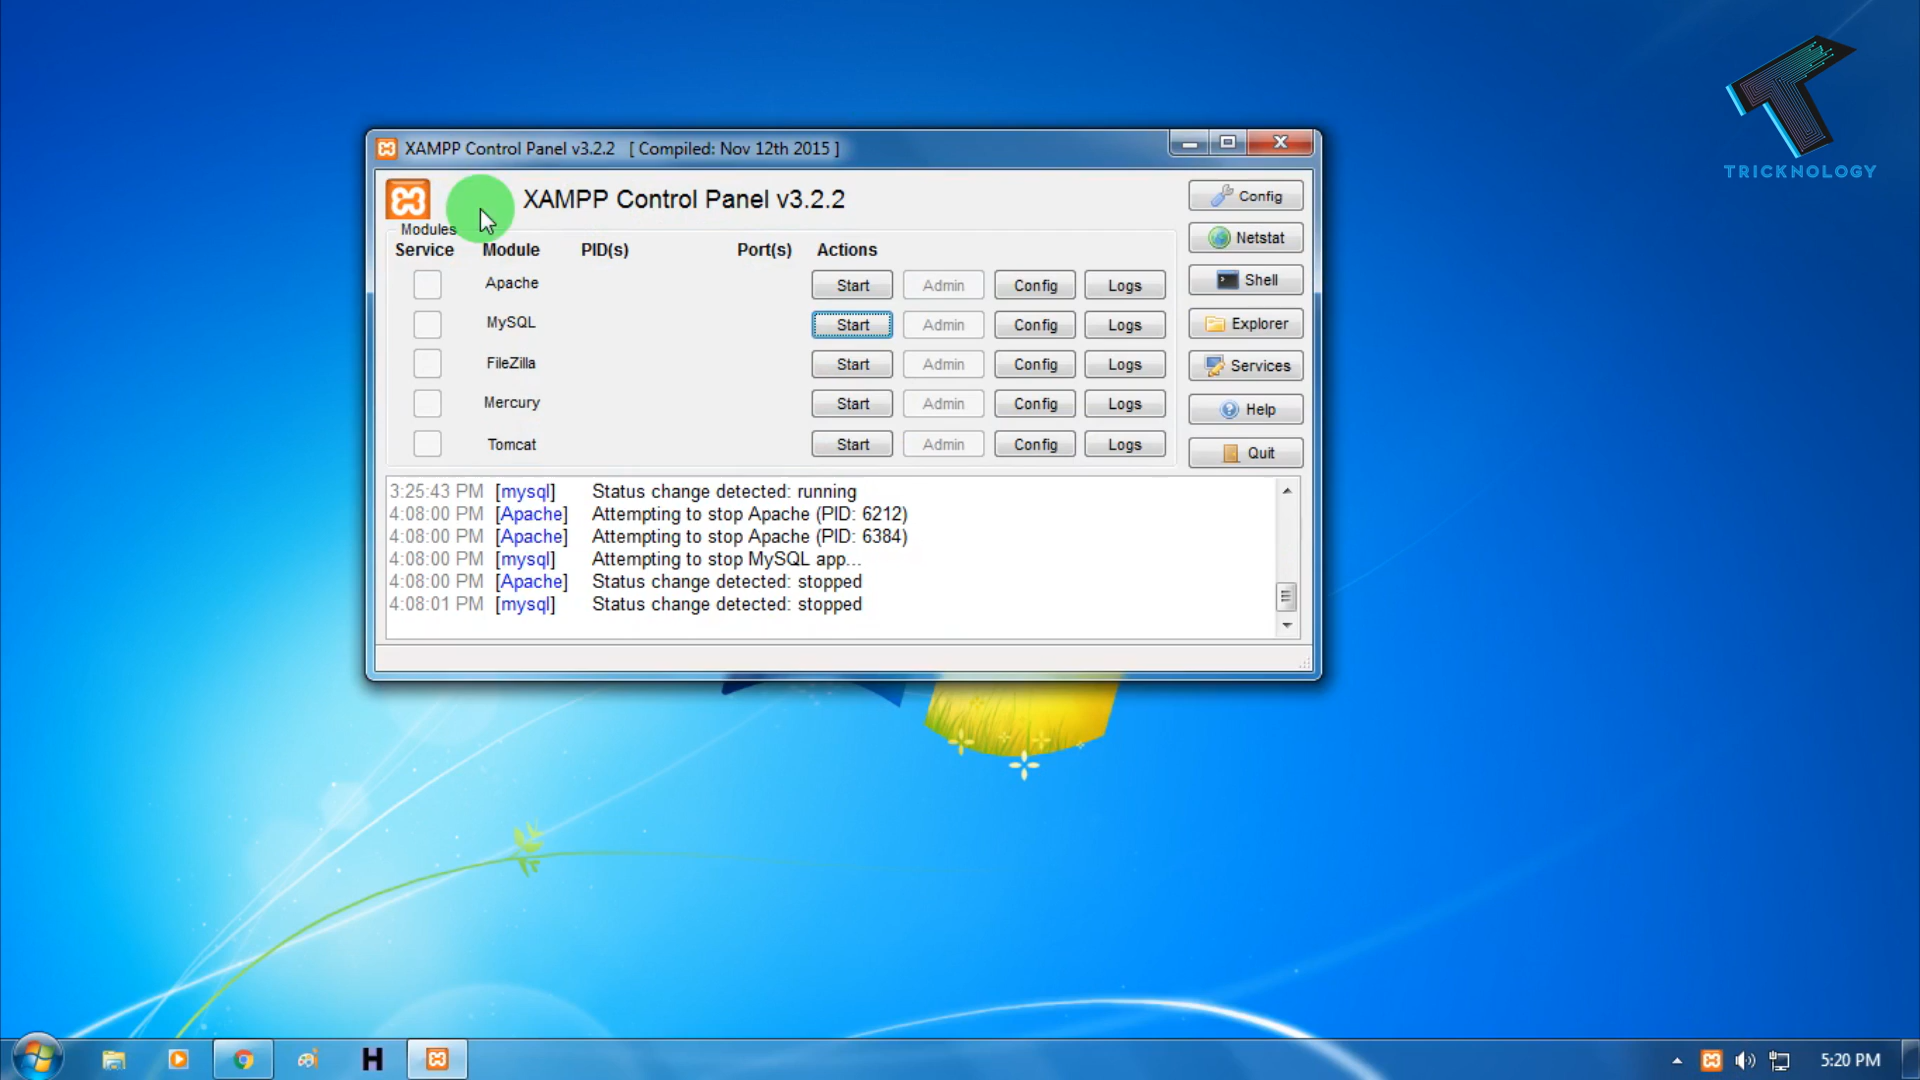 TRICKNOLOGY
XAMPP Control Panel v3.2.2 [ Compiled: Nov 12th 2015 ]
XAMPP Control Panel v3.2.2
Config
Modules
Netstat
Service Module PID(s) Port(s) Actions
Shell
Apache Start Admin Config Logs
MySQL Start Admin Config Logs
Explorer
FileZilla Start Admin Config Logs
Services
Mercury Start Admin Config Logs
Help
Tomcat Start Admin Config Logs
Quit
3:25:43 PM [mysql] Status change detected: running
4:08:00 PM [Apache] Attempting to stop Apache (PID: 6212)
4:08:00 PM [Apache] Attempting to stop Apache (PID: 6384)
4:08:00 PM [mysql] Attempting to stop MySQL app...
4:08:00 PM [Apache] Status change detected: stopped
4:08:01 PM [mysql] Status change detected: stopped
H
5:20 PM